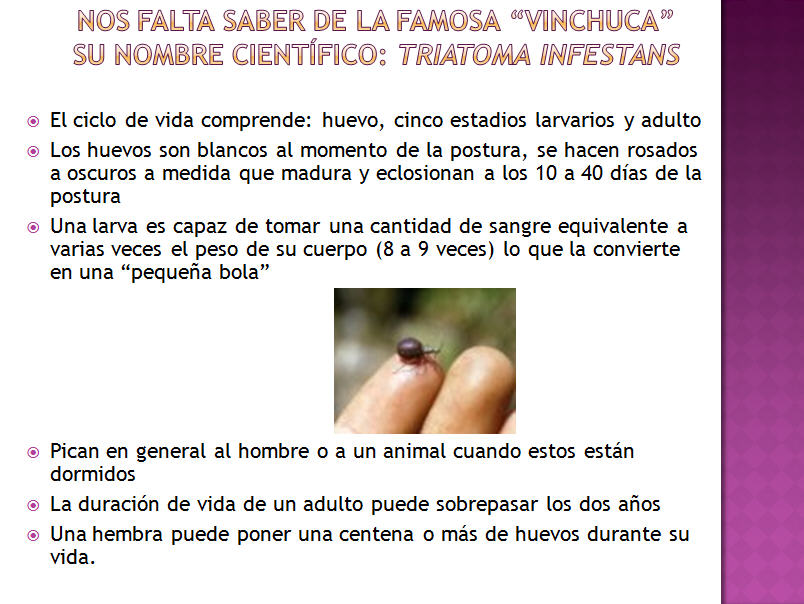 NOS FALTA SABER DE LA FAMOSA “VINCHUCA”
SU NOMBRE CIENTÍFICO: TRIATOMA INFESTANS
El ciclo de vida comprende: huevo, cinco estadios larvarios y adulto
Los huevos son blancos al momento de la postura, se hacen rosados
a oscuros a medida que madura y eclosionan a los 10 a 40 días de la
postura
Una larva es capaz de tomar una cantidad de sangre equivalente a
varias veces el peso de su cuerpo (8 a 9 veces) lo que la convierte
en una “pequeña bola”
Pican en general al hombre o a un animal cuando estos están
dormidos
La duración de vida de un adulto puede sobrepasar los dos años
Una hembra puede poner una centena o más de huevos durante su
vida.